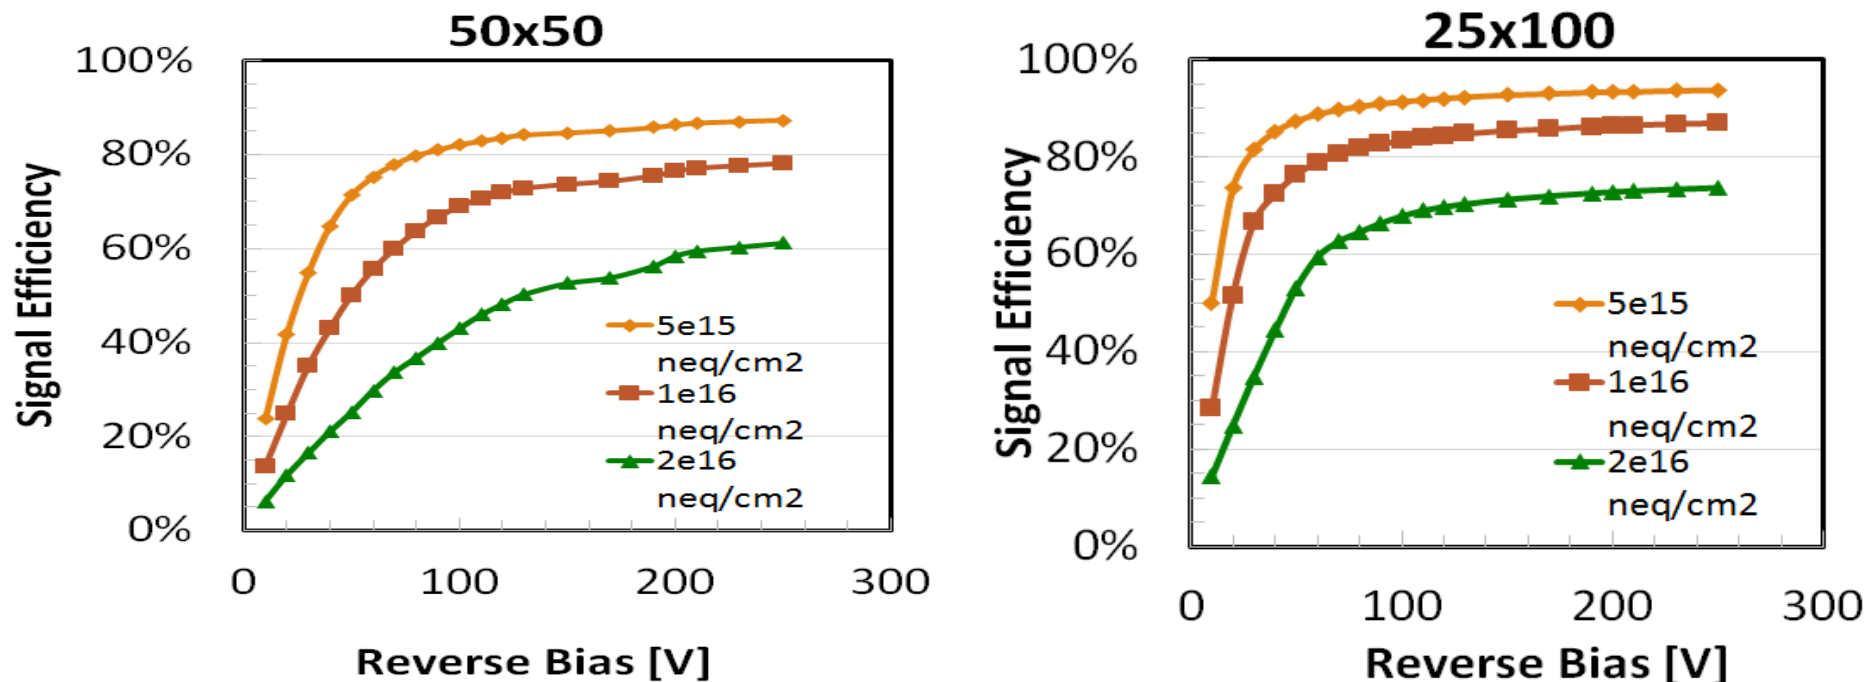 50x50
100%
80%
60%
40%
20%
0%
Signal Efficiency
5e15
neq/cm2
1e16
neq/cm2
2e16
neq/cm2
0 100 200 300
Reverse Bias [V]
25x100
100%
80%
60%
40%
20%
0%
Signal Efficiency
5e15
neq/cm2
1e16
neq/cm2
2e16
neq/cm2
0 100 200 300
Reverse Bias [V]